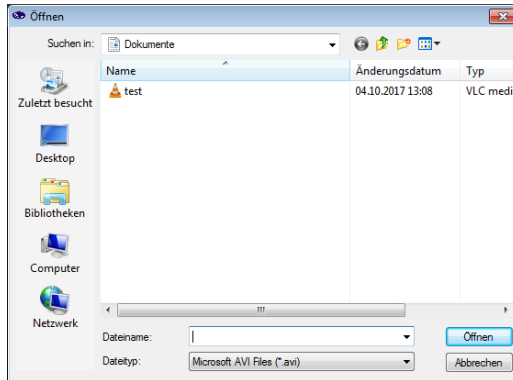 Öffnen
Suchen in: Dokumente
Zuletzt besucht
Desktop
Bibliotheken
Computer
Netzwerk
Name Änderungsdatum Typ
test 04.10.2017 13:08 VLC medi
Dateiname: Öffnen
Dateityp: Microsoft AVI Files (*.avi) Abbrechen